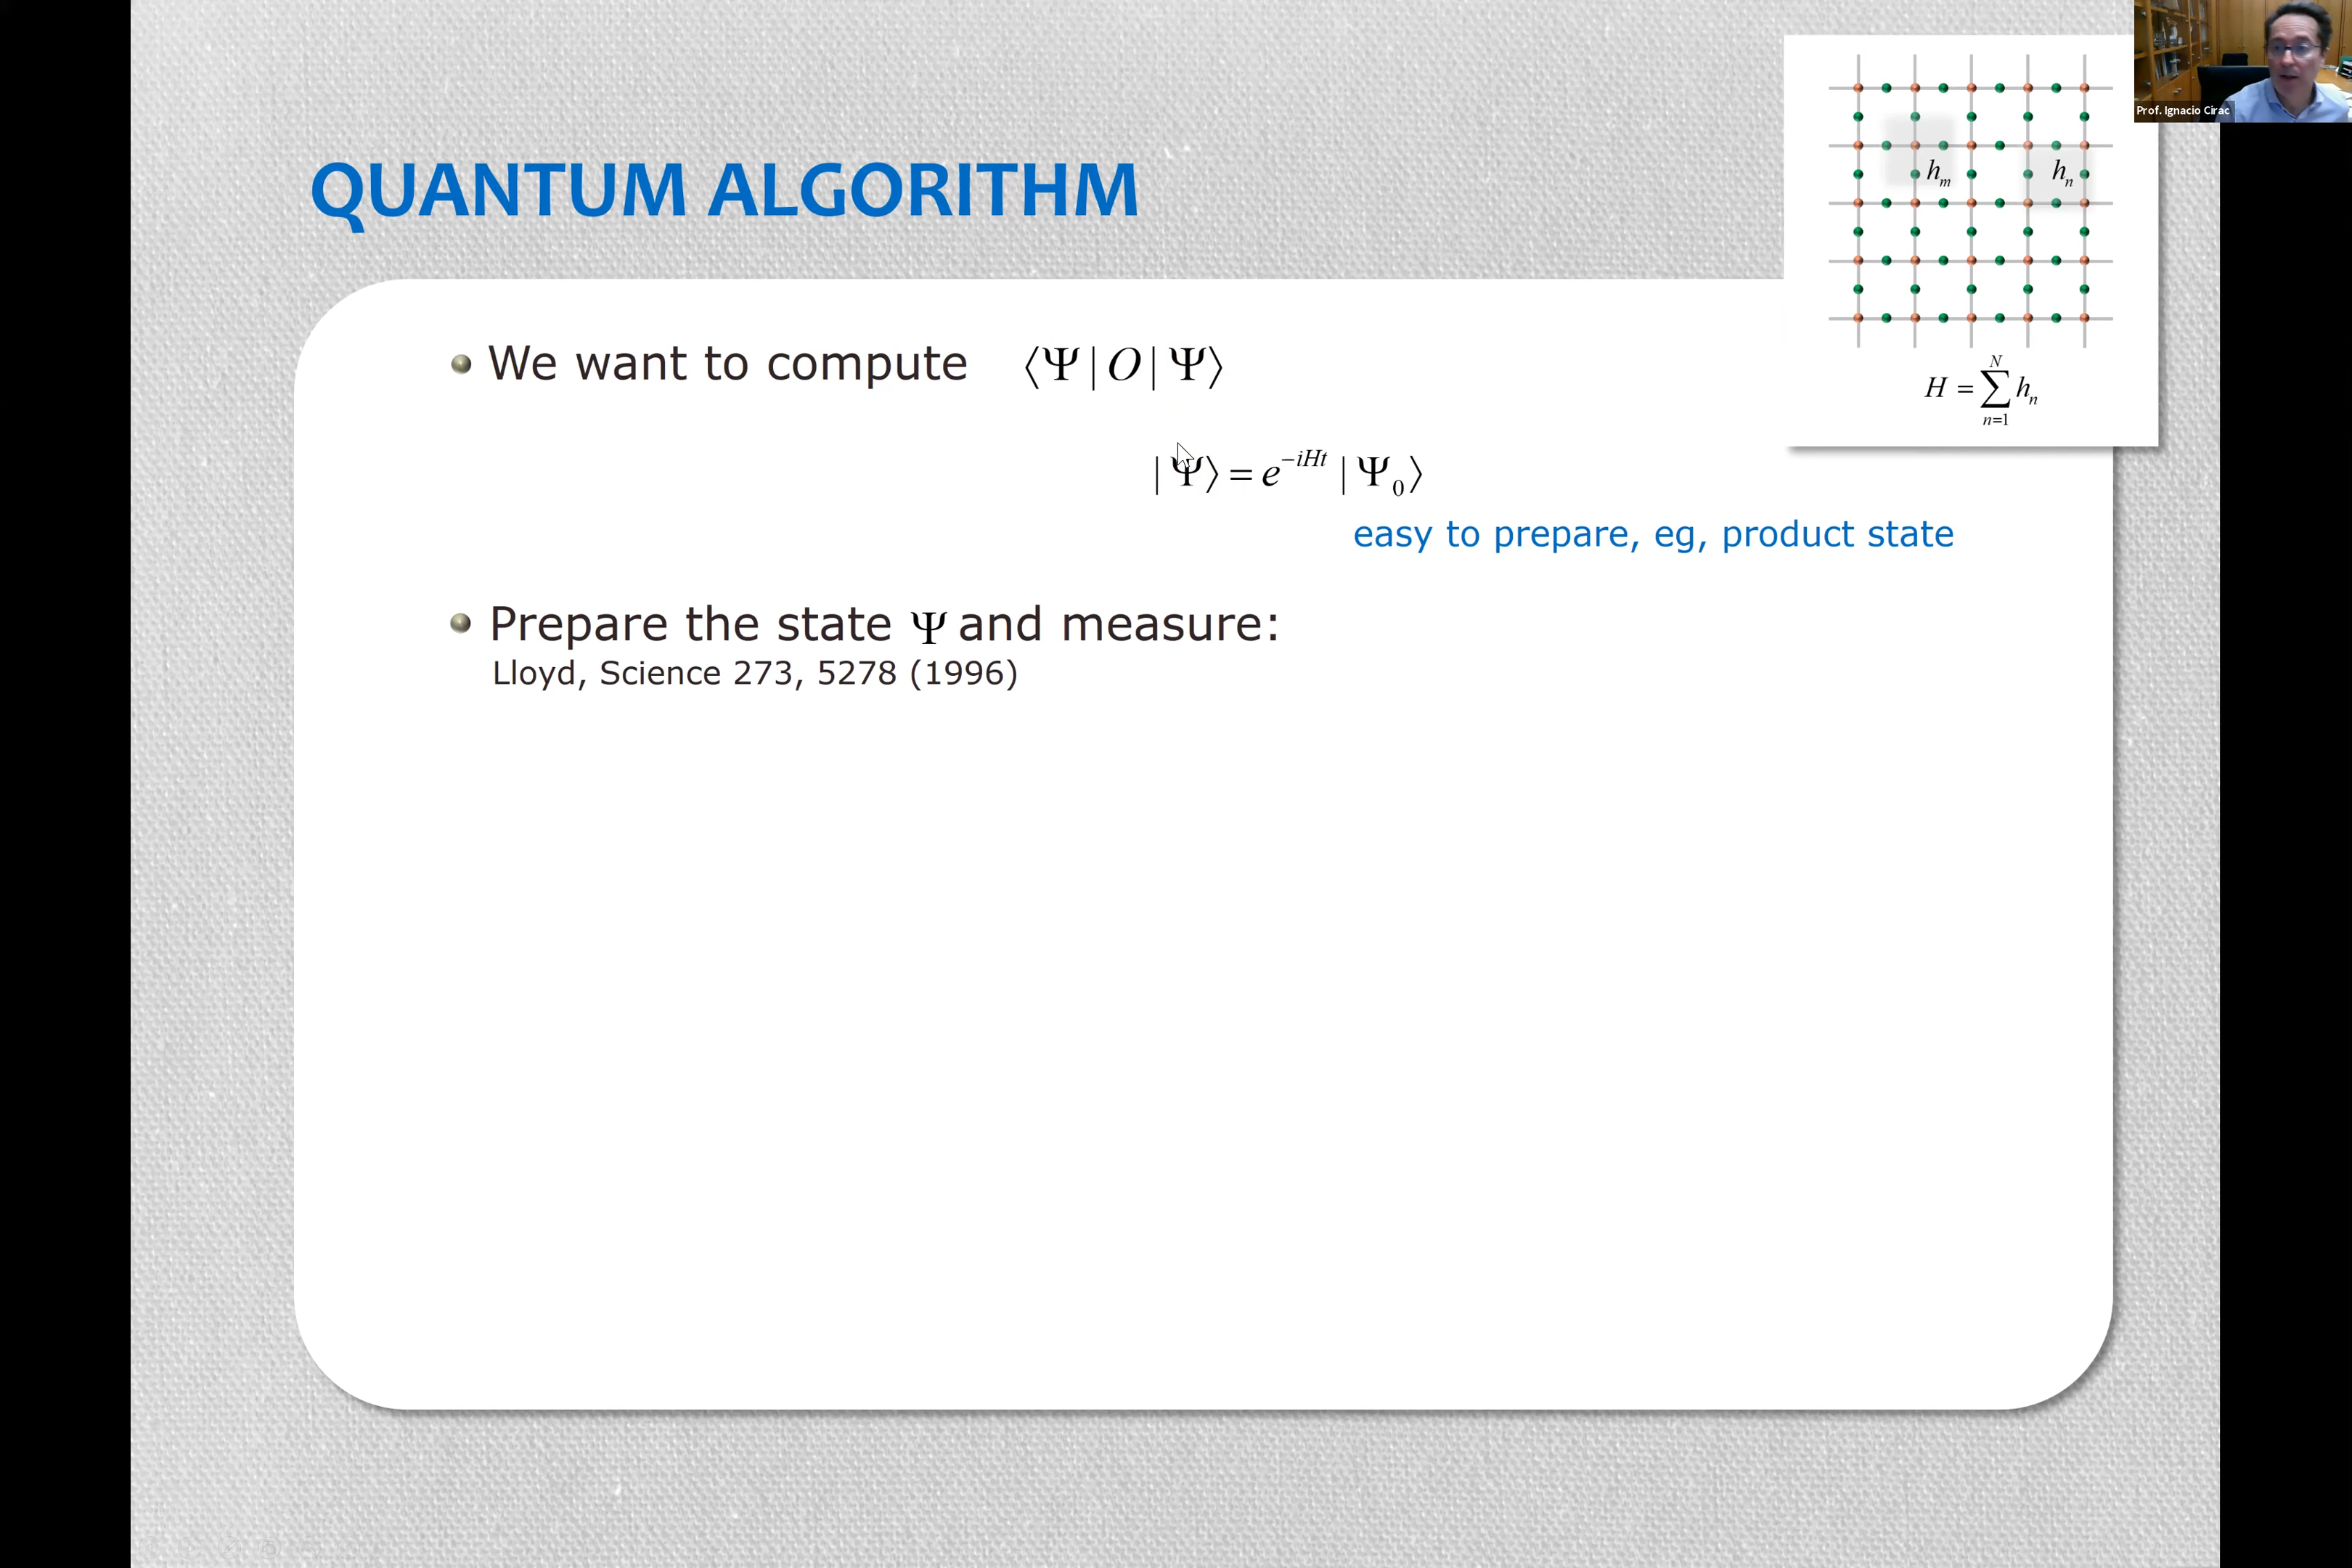 Prof. Ignacio Cirac
QUANTUM ALGORITHM
h_m h_n
H = \sum_{n=1}^{N} h_n
We want to compute ⟨Ψ|O|Ψ⟩
|Ψ⟩ = e^{-iHt} |Ψ_0⟩
easy to prepare, eg, product state
Prepare the state Ψ and measure:
Lloyd, Science 273, 5278 (1996)